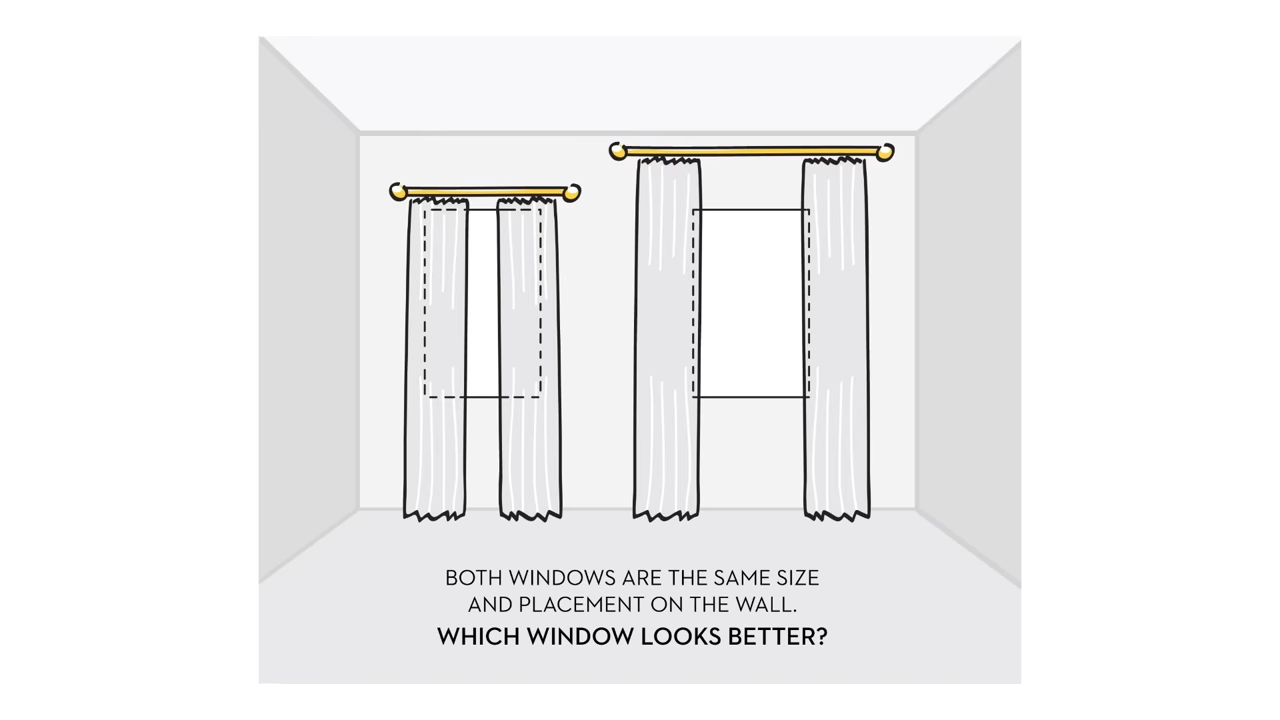 BOTH WINDOWS ARE THE SAME SIZE
AND PLACEMENT ON THE WALL.
WHICH WINDOW LOOKS BETTER?